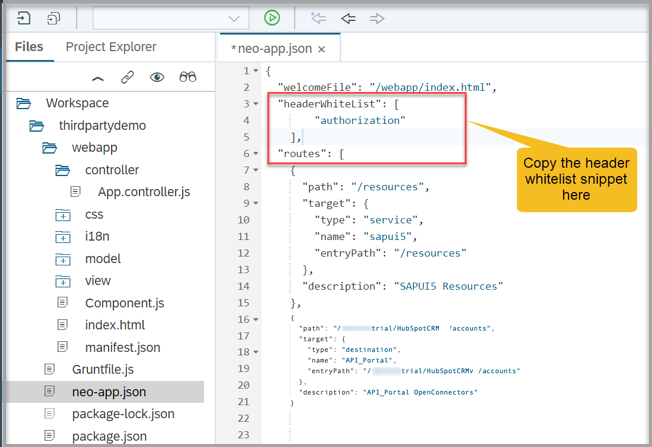 Files
Project Explorer
Workspace
thirdpartydemo
webapp
controller
App.controller.js
css
i18n
model
view
Component.js
index.html
manifest.json
Gruntfile.js
neo-app.json
package-lock.json
package.json
*neo-app.json ×
1 {
2 "welcomeFile": "/webapp/index.html",
3 "headerWhiteList": [
4 "authorization"
5 ],
6 "routes": [
7 {
8 "path": "/resources",
9 "target": {
10 "type": "service",
11 "name": "sapui5",
12 "entryPath": "/resources"
13 },
14 "description": "SAPUI5 Resources"
15 },
16 {
17 "path": "/ trial/HubSpotCRM /accounts",
18 "target": {
18 "type": "destination",
19 "name": "API_Portal",
19 "entryPath": "/ trial/HubSpotCRMv /accounts"
20 },
"description": "API_Portal OpenConnectors"
21 }
22
23
Copy the header
whitelist snippet
here